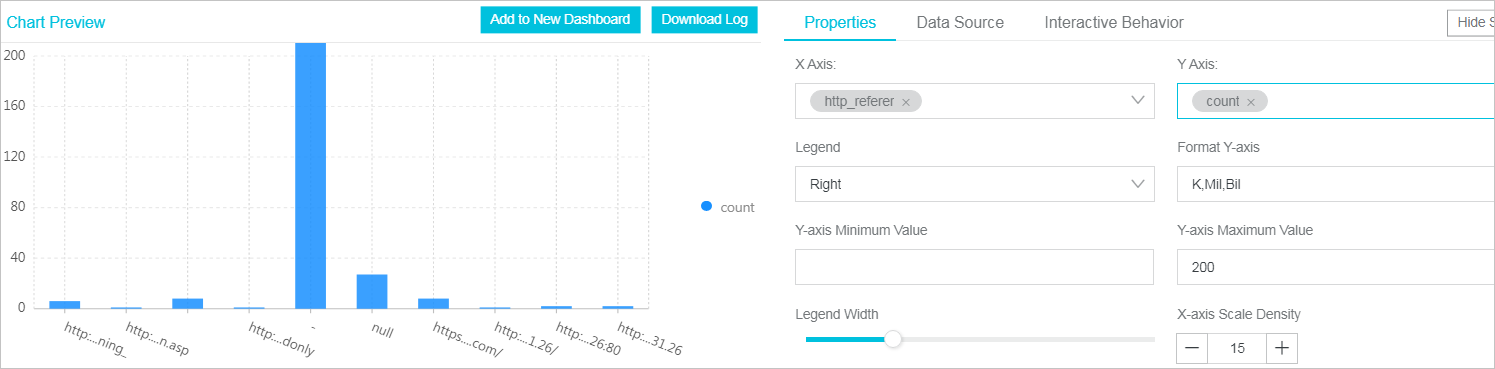 Chart Preview
Add to New Dashboard
Download Log
200
160
120
80
40
0
http:...ning_
http:...n.asp
http:...donly
-
null
https...com/
http:...1.26/
http:...26:80
http:...31.26
count
Properties
Data Source
Interactive Behavior
Hide S
X Axis:
Y Axis:
http_referer ×
count ×
Legend
Format Y-axis
Right
K,Mil,Bil
Y-axis Minimum Value
Y-axis Maximum Value
200
Legend Width
X-axis Scale Density
15